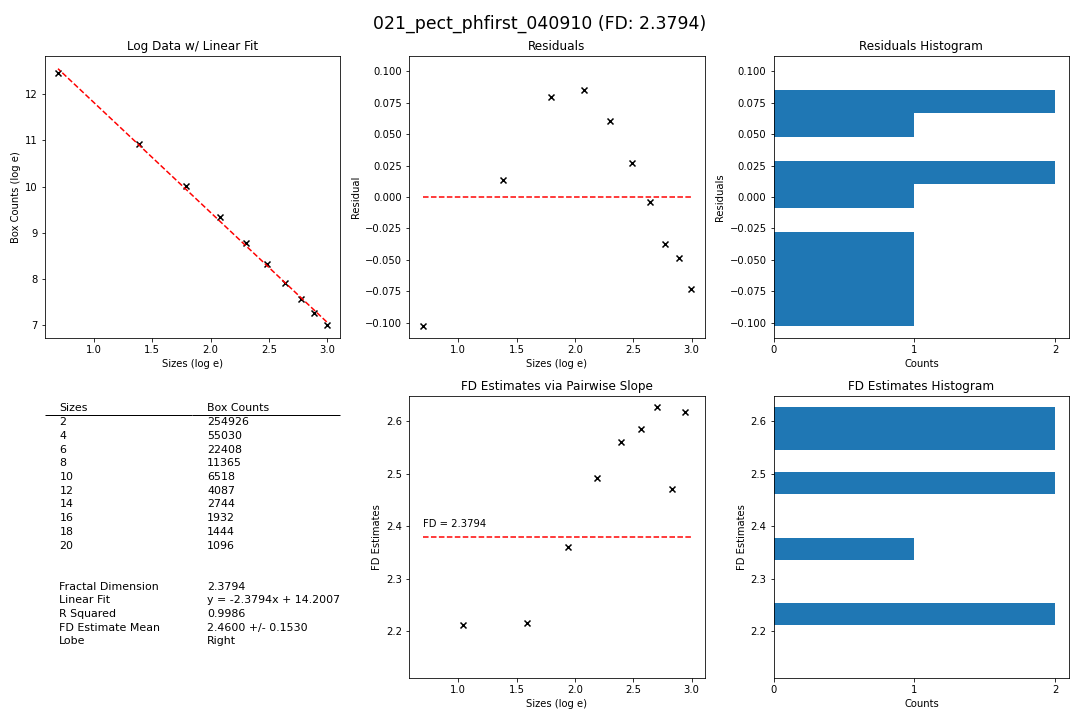 021_pect_phfirst_040910 (FD: 2.3794)
Log Data w/ Linear Fit
12
11
10
9
8
7
Box Counts (log e)
1.0 1.5 2.0 2.5 3.0
Sizes (log e)
Residuals
0.100
0.075
0.050
0.025
0.000
−0.025
−0.050
−0.075
−0.100
Residual
1.0 1.5 2.0 2.5 3.0
Sizes (log e)
Residuals Histogram
0.100
0.075
0.050
0.025
0.000
−0.025
−0.050
−0.075
−0.100
Residuals
0 1 2
Counts
Sizes Box Counts
2 254926
4 55030
6 22408
8 11365
10 6518
12 4087
14 2744
16 1932
18 1444
20 1096
Fractal Dimension 2.3794
Linear Fit y = -2.3794x + 14.2007
R Squared 0.9986
FD Estimate Mean 2.4600 +/- 0.1530
Lobe Right
FD Estimates via Pairwise Slope
2.6
2.5
2.4
2.3
2.2
FD Estimates
FD = 2.3794
1.0 1.5 2.0 2.5 3.0
Sizes (log e)
FD Estimates Histogram
2.6
2.5
2.4
2.3
2.2
FD Estimates
0 1 2
Counts